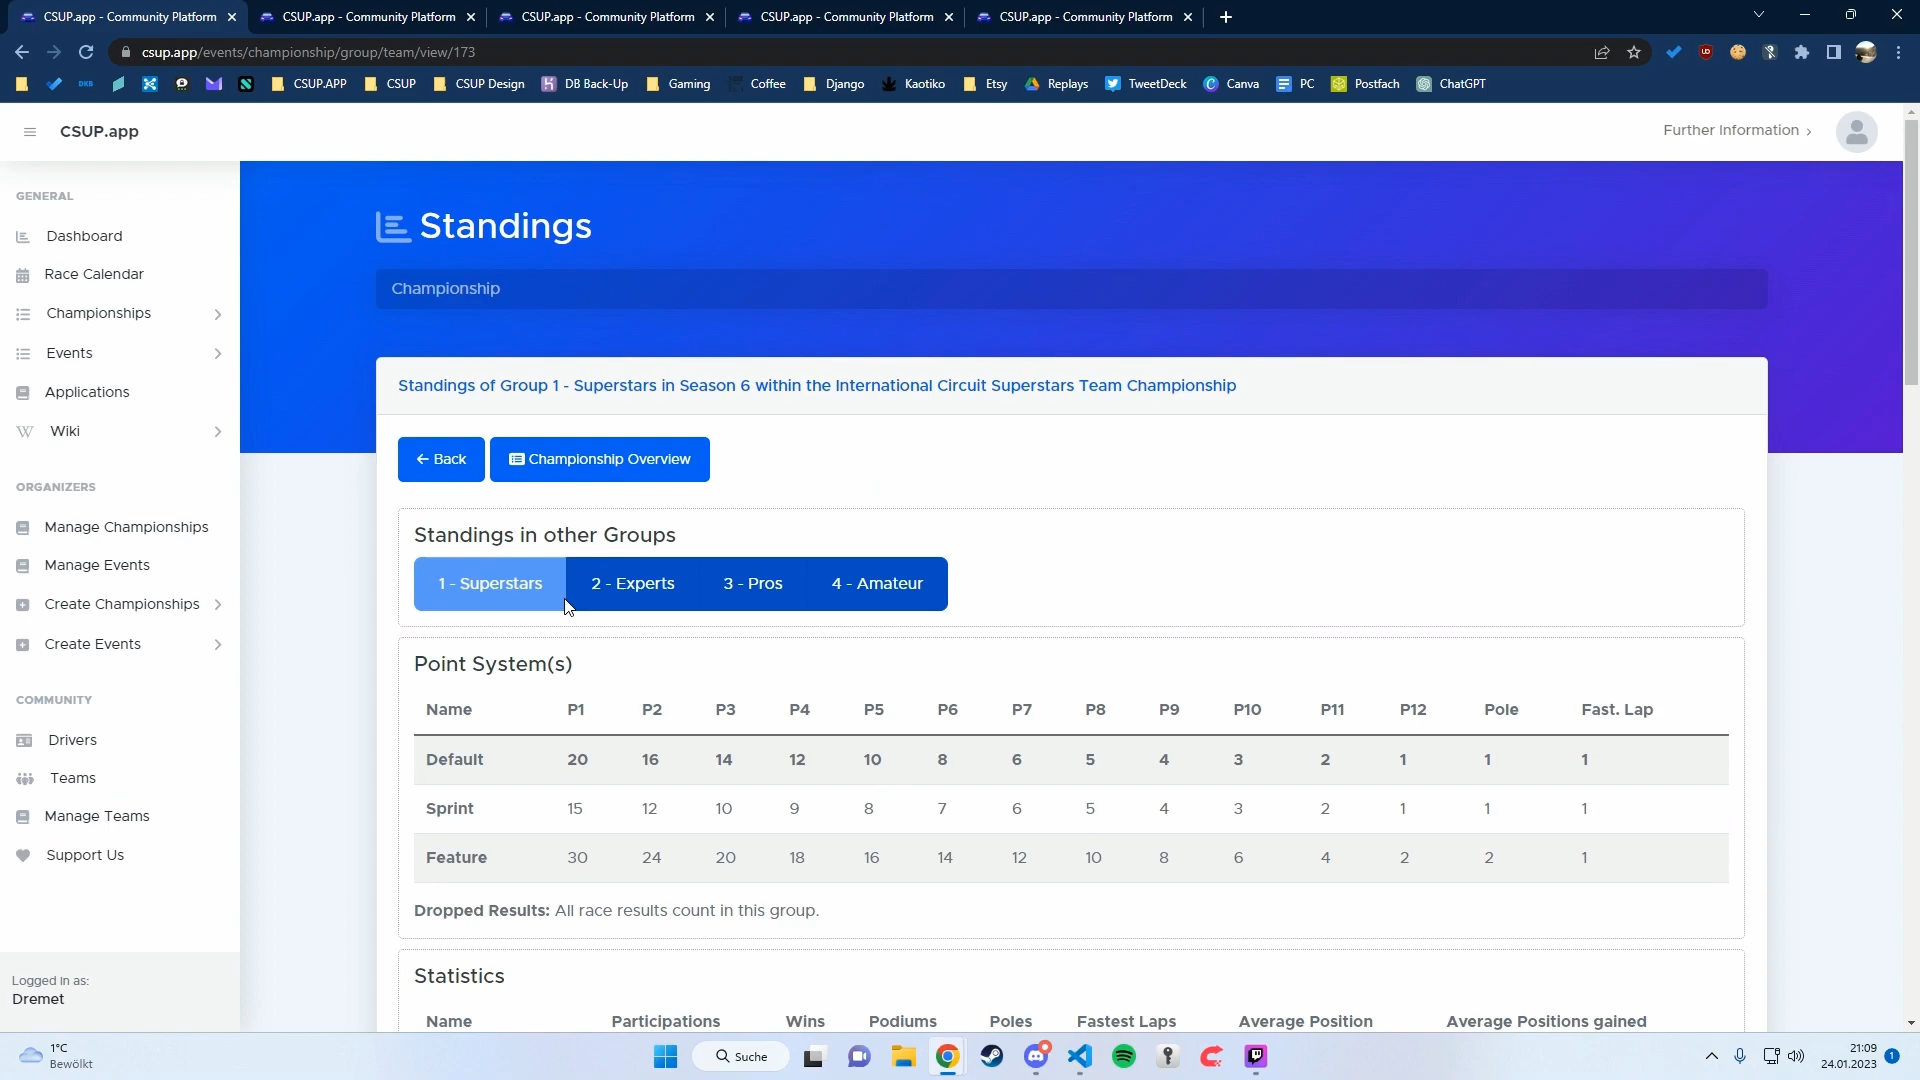 CSUP.app - Community Platform
CSUP.app - Community Platform
CSUP.app - Community Platform
CSUP.app - Community Platform
CSUP.app - Community Platform
csup.app/events/championship/group/team/view/173
DKB
CSUP.APP
CSUP
CSUP Design
DB Back-Up
Gaming
Coffee
Django
Kaotiko
Etsy
Replays
TweetDeck
Canva
PC
Postfach
ChatGPT
CSUP.app
Further Information
GENERAL
Dashboard
Race Calendar
Championships
Events
Applications
Wiki
ORGANIZERS
Manage Championships
Manage Events
Create Championships
Create Events
COMMUNITY
Drivers
Teams
Manage Teams
Support Us
Logged in as:
Dremet
Standings
Championship
Standings of Group 1 - Superstars in Season 6 within the International Circuit Superstars Team Championship
Back
Championship Overview
Standings in other Groups
1 - Superstars 2 - Experts 3 - Pros 4 - Amateur
Point System(s)
Name P1 P2 P3 P4 P5 P6 P7 P8 P9 P10 P11 P12 Pole Fast. Lap
Default 20 16 14 12 10 8 6 5 4 3 2 1 1 1
Sprint 15 12 10 9 8 7 6 5 4 3 2 1 1 1
Feature 30 24 20 18 16 14 12 10 8 6 4 2 2 1
Dropped Results: All race results count in this group.
Statistics
Name Participations Wins Podiums Poles Fastest Laps Average Position Average Positions gained
1°C
Bewölkt
Suche
21:09
24.01.2023
1